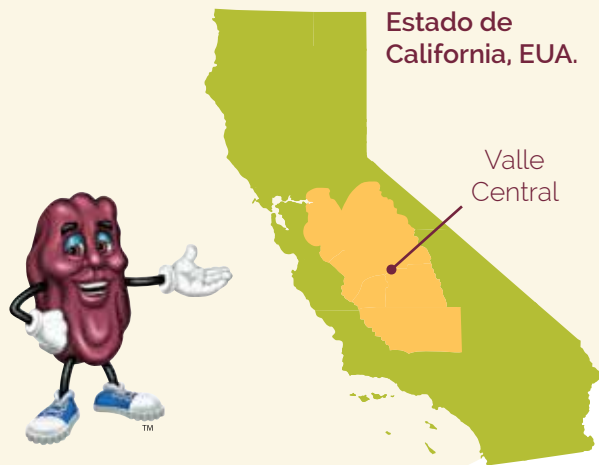 Estado de
California, EUA.
Valle
Central
TM